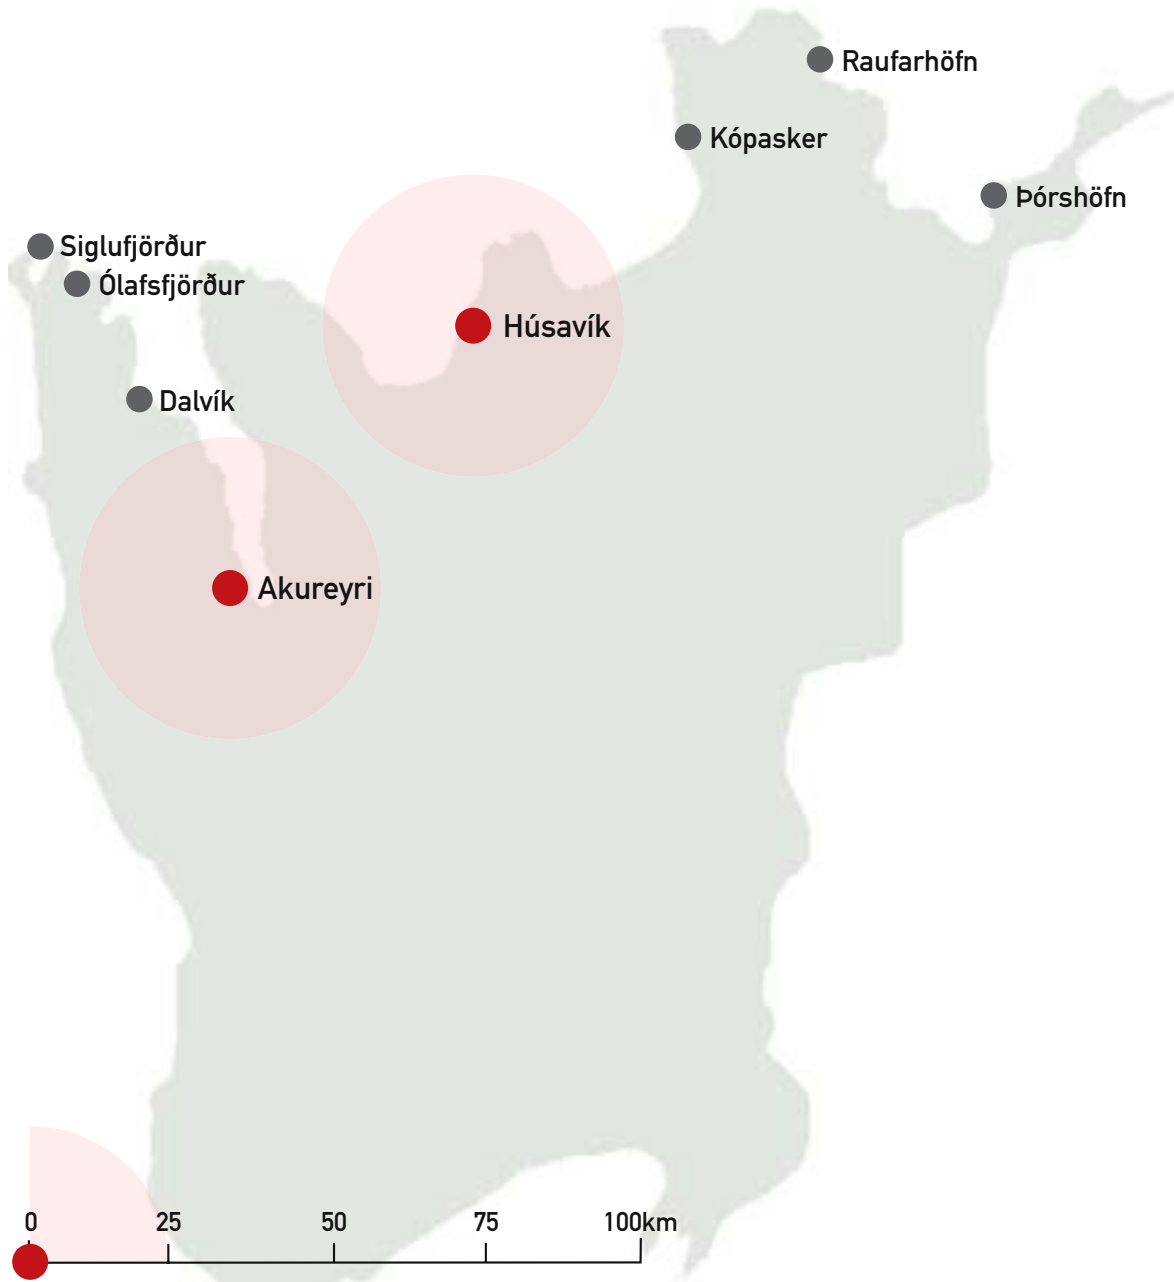 Raufarhöfn
Kópasker
Þórshöfn
Siglufjörður
Ólafsfjörður
Húsavík
Dalvík
Akureyri
0 25 50 75 100km